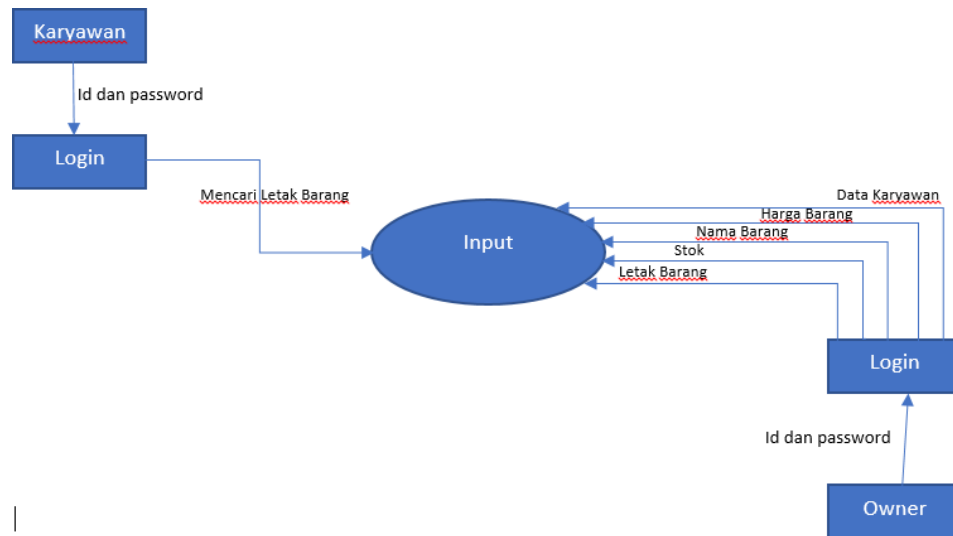 Karyawan
Id dan password
Login
Mencari Letak Barang
Data Karyawan
Harga Barang
Nama Barang
Input
Stok
Letak Barang
Login
Id dan password
Owner